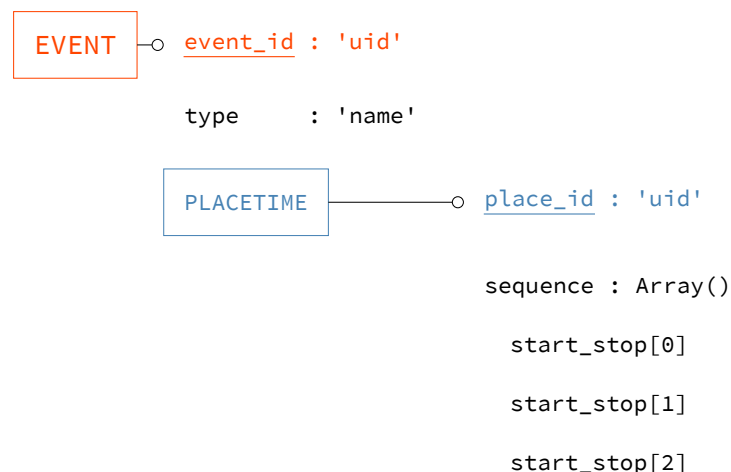 EVENT event_id : 'uid'
type : 'name'
PLACETIME place_id : 'uid'
sequence : Array()
start_stop[0]
start_stop[1]
start_stop[2]